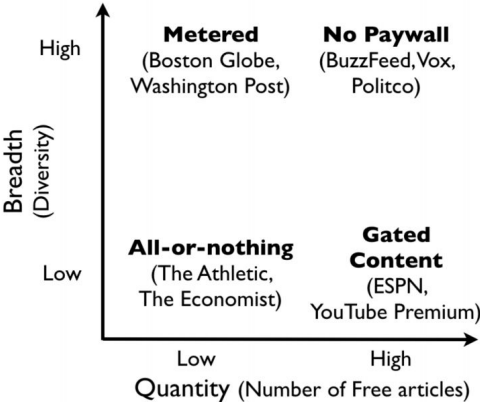 High
Metered
(Boston Globe,
Washington Post)
No Paywall
(BuzzFeed,Vox,
Politco)
Breadth
(Diversity)
Low
All-or-nothing
(The Athletic,
The Economist)
Gated
Content
(ESPN,
YouTube Premium)
Low
High
Quantity (Number of Free articles)